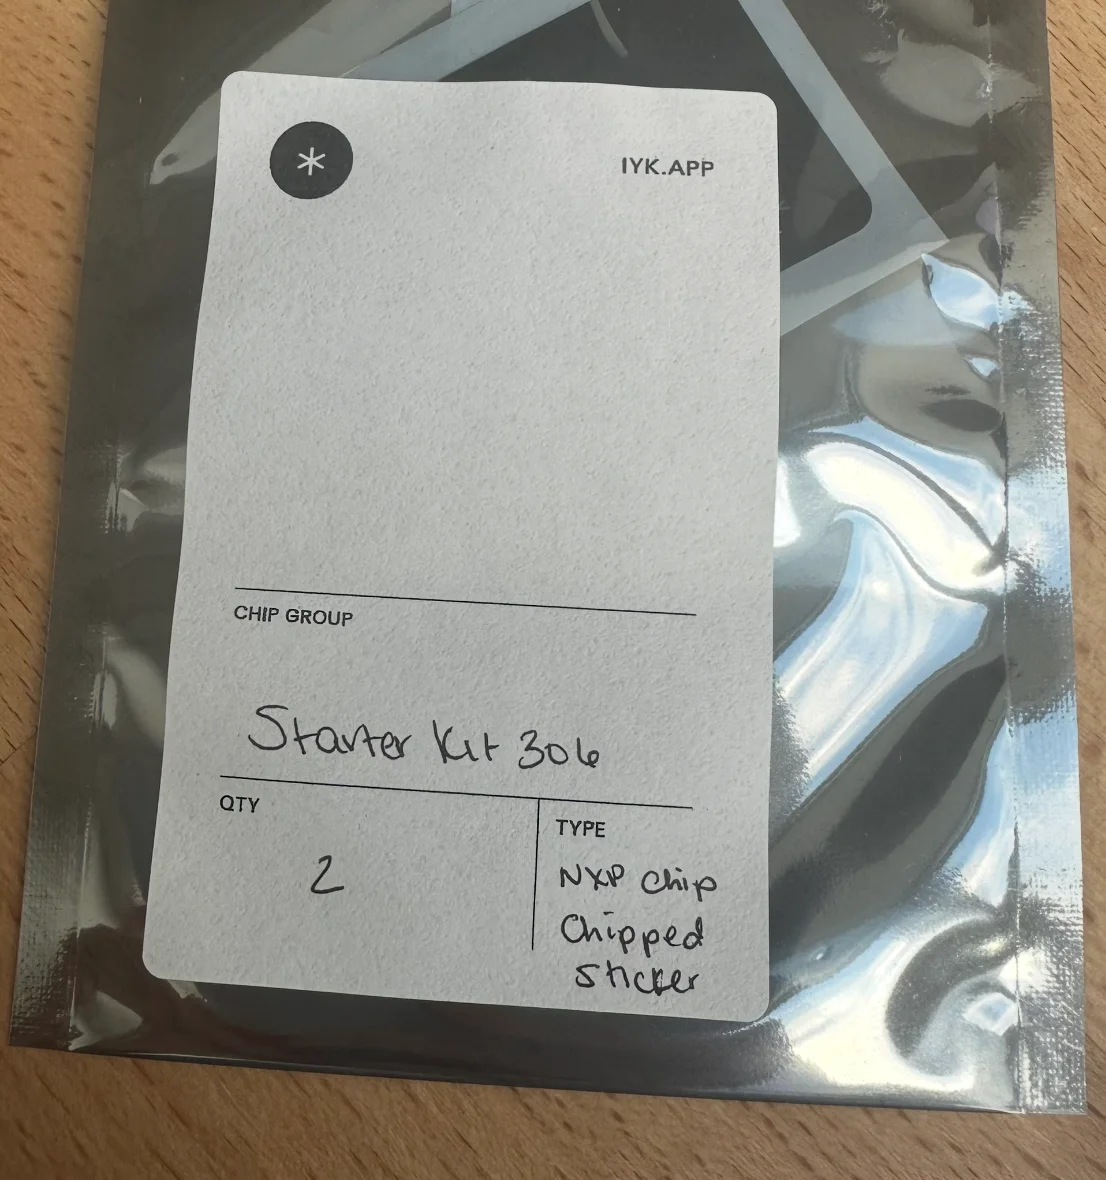 *
IYK.APP
CHIP GROUP
Starter Kit 306
QTY
2
TYPE
NXP Chip
Chipped
sticker